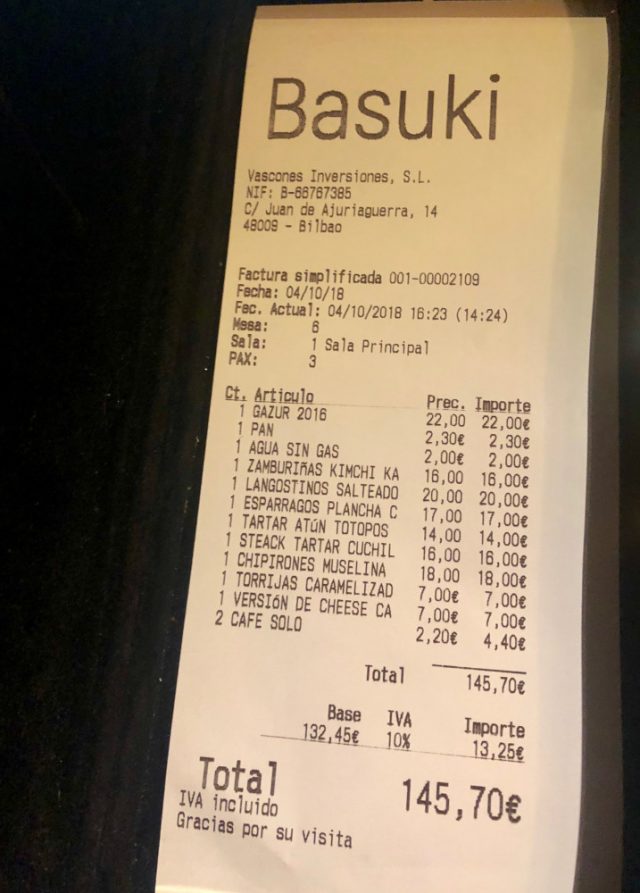 Basuki
Vascones Inversiones, S.L.
NIF: B-66767385
C/ Juan de Ajuriaguerra, 14
48009 - Bilbao
Factura simplificada 001-00002109
Fecha: 04/10/18
Fec. Actual: 04/10/2018 16:23 (14:24)
Mesa: 6
Sala: 1 Sala Principal
PAX: 3
Ct. Artículo Prec. Importe
1 GAZUR 2016 22,00 22,00€
1 PAN 2,30€ 2,30€
1 AGUA SIN GAS 2,00€ 2,00€
1 ZAMBURIñAS KIMCHI KA 16,00 16,00€
1 LANGOSTINOS SALTEADO 20,00 20,00€
1 ESPARRAGOS PLANCHA C 17,00 17,00€
1 TARTAR ATúN TOTOPOS 14,00 14,00€
1 STEACK TARTAR CUCHIL 16,00 16,00€
1 CHIPIRONES MUSELINA 18,00 18,00€
1 TORRIJAS CARAMELIZAD 7,00€ 7,00€
1 VERSIóN DE CHEESE CA 7,00€ 7,00€
2 CAFE SOLO 2,20€ 4,40€
Total 145,70€
Base IVA Importe
132,45€ 10% 13,25€
Total 145,70€
IVA incluido
Gracias por su visita